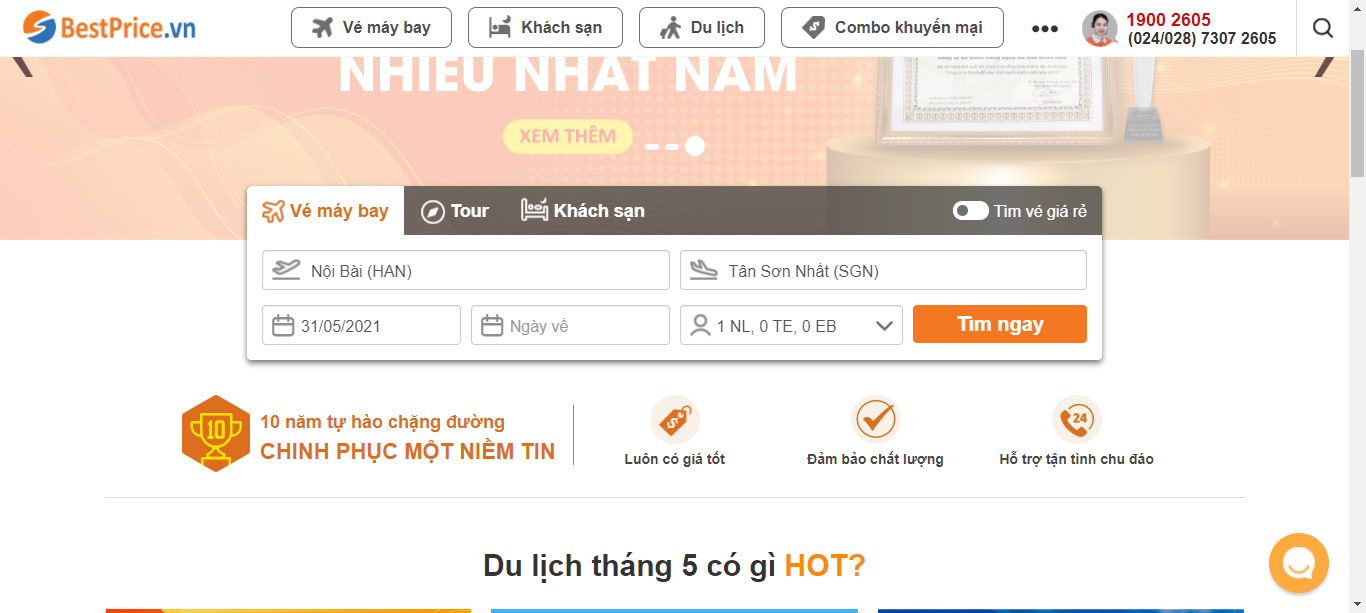 BestPrice.vn
Vé máy bay
Khách sạn
Du lịch
Combo khuyến mại
1900 2605
(024/028) 7307 2605
NHIỀU NHẤT NĂM
XEM THÊM
Vé máy bay
Tour
Khách sạn
Tìm vé giá rẻ
Nội Bài (HAN)
Tân Sơn Nhất (SGN)
31/05/2021
Ngày về
1 NL, 0 TE, 0 EB
Tìm ngay
10
10 năm tự hào chặng đường
CHINH PHỤC MỘT NIỀM TIN
24
Luôn có giá tốt
Đảm bảo chất lượng
Hỗ trợ tận tình chu đáo
Du lịch tháng 5 có gì HOT?